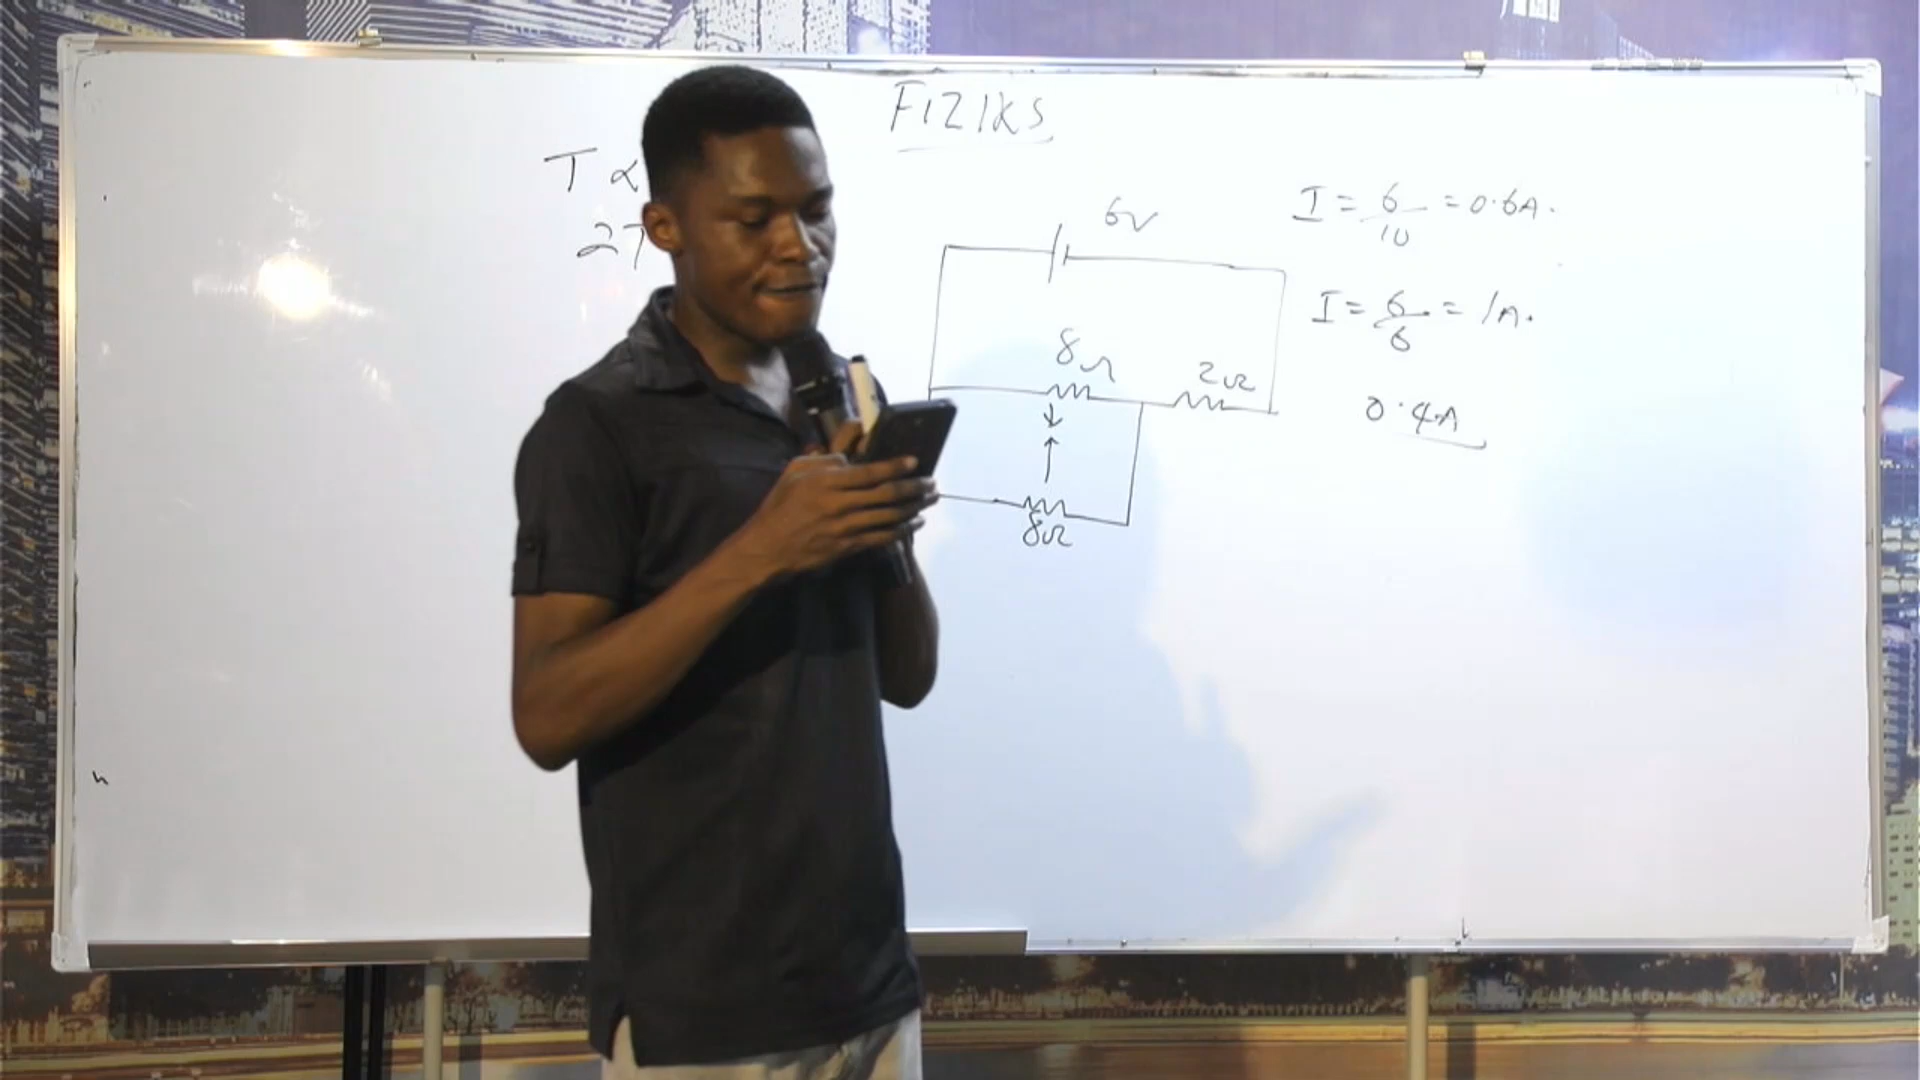 FIZIKS
T α
2T
6V
8Ω
2Ω
8Ω
I = 6/10 = 0.6A.
I = 6/6 = 1A.
0.4A